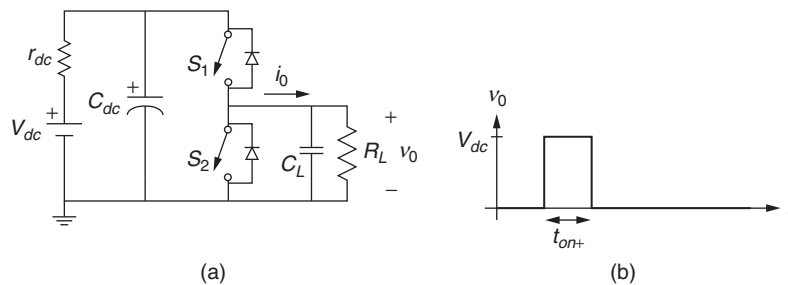 r_dc
+
V_dc
+
C_dc
S_1
S_2
i_0
C_L
R_L
+
v_0
−
(a)
v_0
V_dc
t_on+
(b)